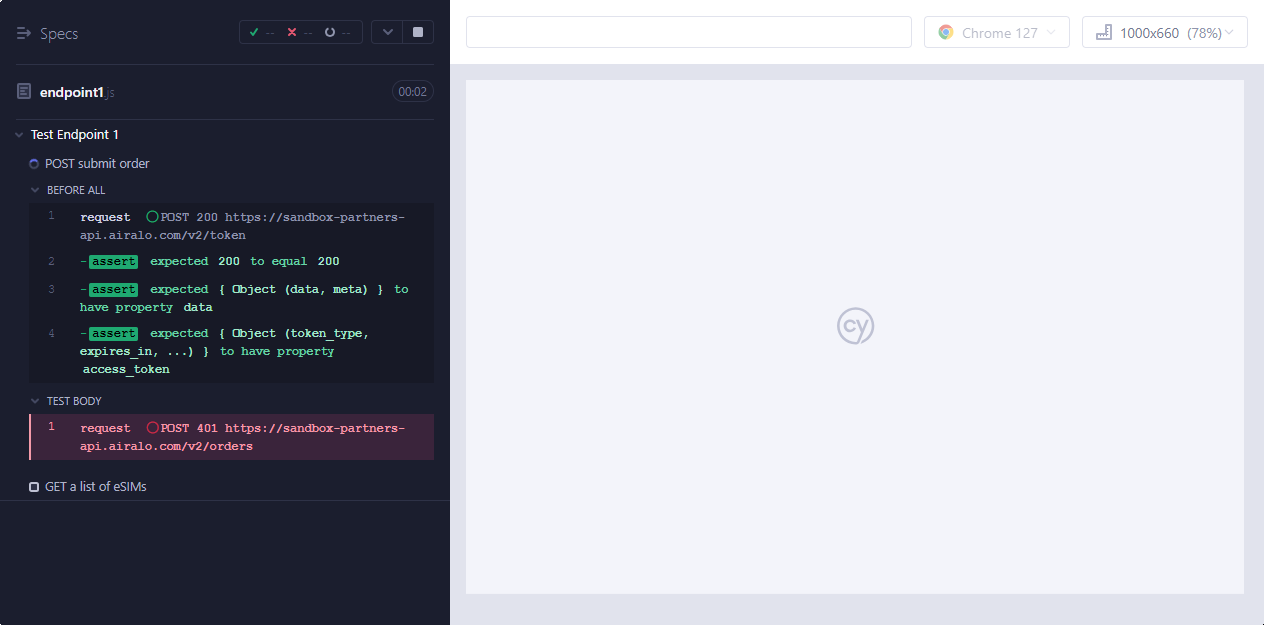 Specs
-- -- --
Chrome 127
1000x660 (78%)
endpoint1.js
00:02
Test Endpoint 1
POST submit order
BEFORE ALL
1 request POST 200 https://sandbox-partners-
api.airalo.com/v2/token
2 -assert expected 200 to equal 200
3 -assert expected { Object (data, meta) } to
have property data
4 -assert expected { Object (token_type,
expires_in, ...) } to have property
access_token
TEST BODY
1 request POST 401 https://sandbox-partners-
api.airalo.com/v2/orders
GET a list of eSIMs
cy